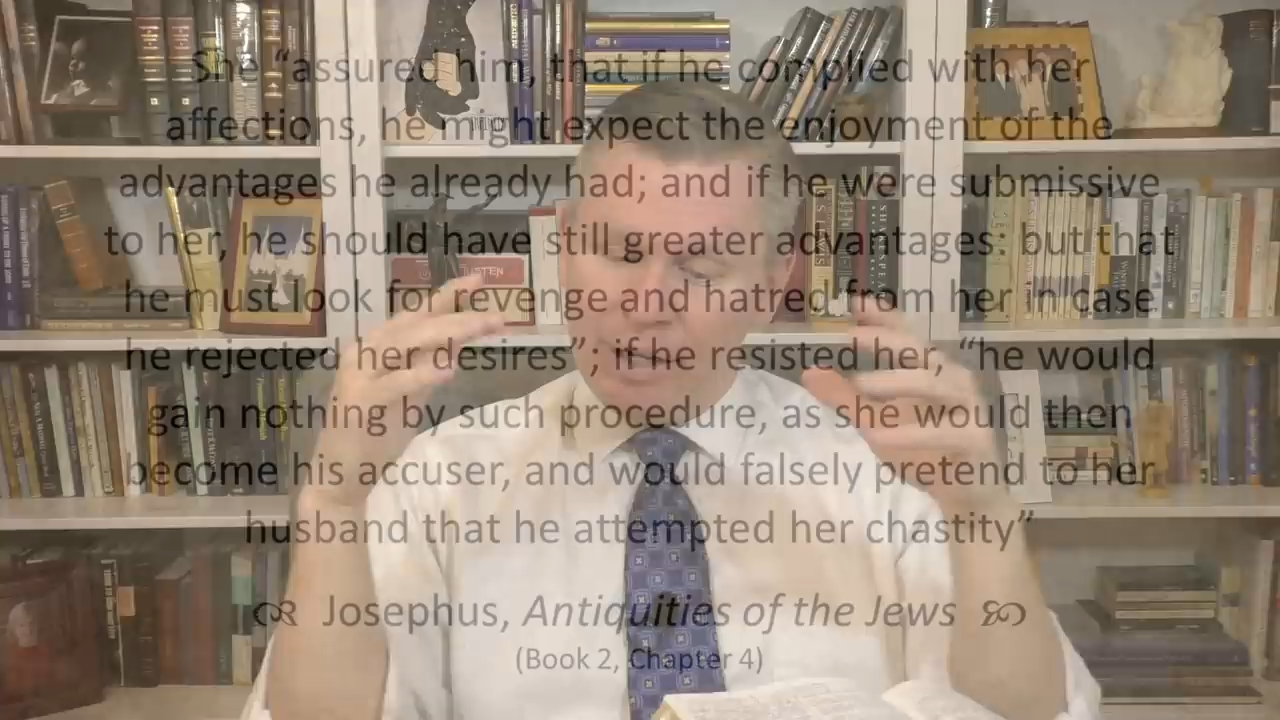 She “assured him, that if he complied with her
affections, he might expect the enjoyment of the
advantages he already had; and if he were submissive
to her, he should have still greater advantages; but that
he must look for revenge and hatred from her in case
he rejected her desires”; if he resisted her, “he would
gain nothing by such procedure, as she would then
become his accuser, and would falsely pretend to her
husband that he attempted her chastity”
Josephus, Antiquities of the Jews
(Book 2, Chapter 4)